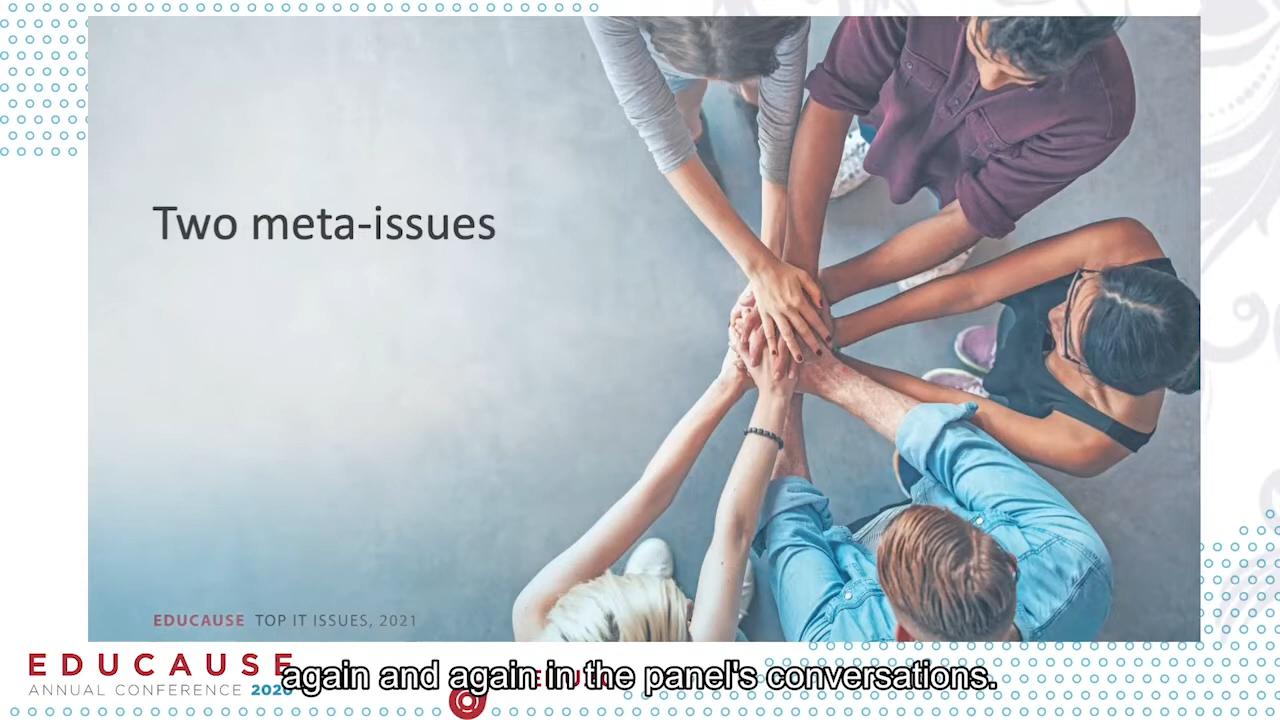 Two meta-issues
EDUCAUSE TOP IT ISSUES, 2021
EDUCAUSE
ANNUAL CONFERENCE 2020
again and again in the panel's conversations.